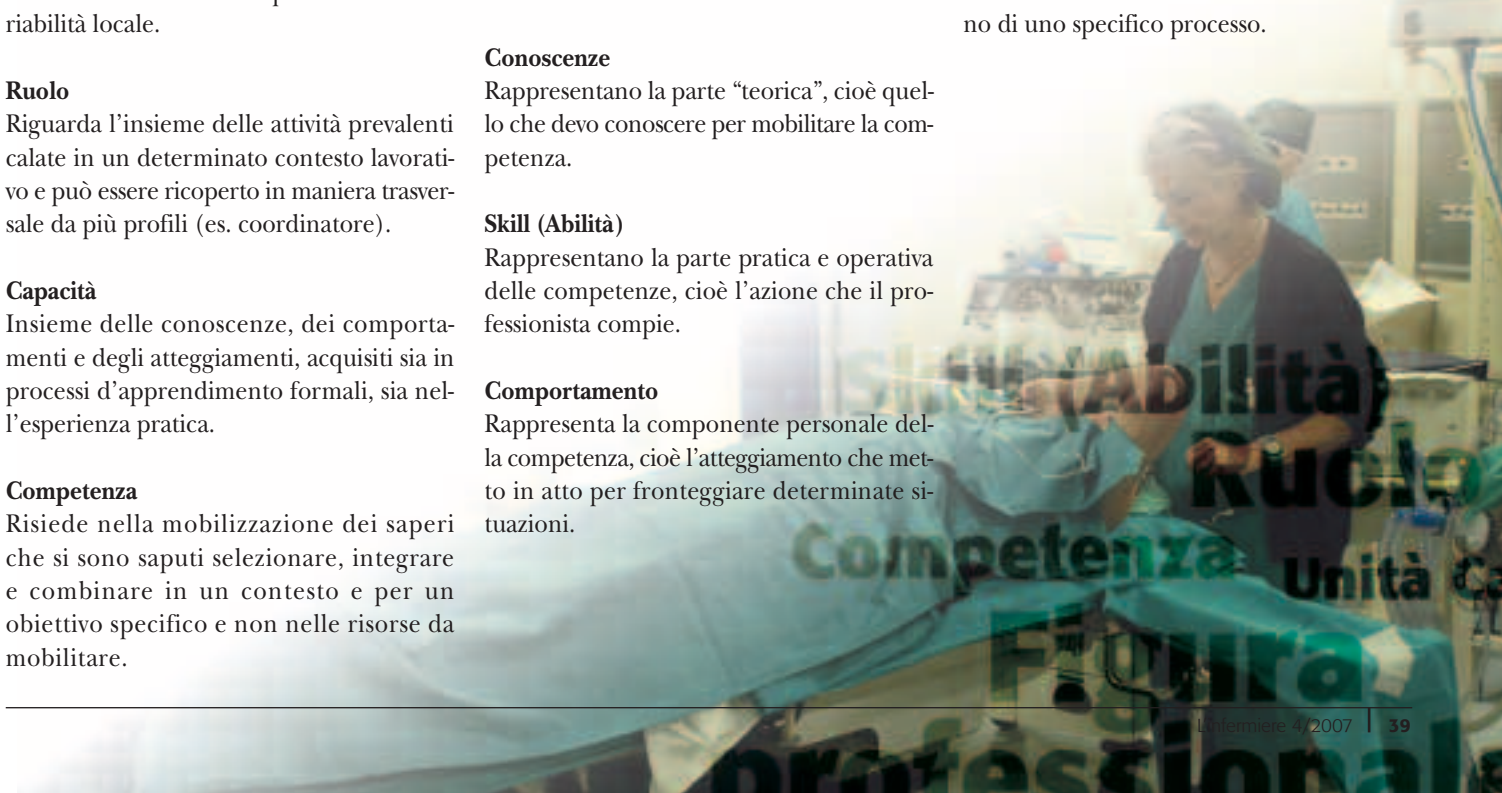 riabilità locale.
Ruolo
Riguarda l'insieme delle attività prevalenti
calate in un determinato contesto lavorati-
vo e può essere ricoperto in maniera trasver-
sale da più profili (es. coordinatore).
Capacità
Insieme delle conoscenze, dei comporta-
menti e degli atteggiamenti, acquisiti sia in
processi d'apprendimento formali, sia nel-
l'esperienza pratica.
Competenza
Risiede nella mobilizzazione dei saperi
che si sono saputi selezionare, integrare
e combinare in un contesto e per un
obiettivo specifico e non nelle risorse da
mobilitare.
Conoscenze
Rappresentano la parte “teorica”, cioè quel-
lo che devo conoscere per mobilitare la com-
petenza.
Skill (Abilità)
Rappresentano la parte pratica e operativa
delle competenze, cioè l'azione che il pro-
fessionista compie.
Comportamento
Rappresenta la componente personale del-
la competenza, cioè l'atteggiamento che met-
to in atto per fronteggiare determinate si-
tuazioni.
no di uno specifico processo.
Skill (Abilità)
Ruolo
Competenza
Unità Ca
Figura
professional
L'infermiere 4/2007 39